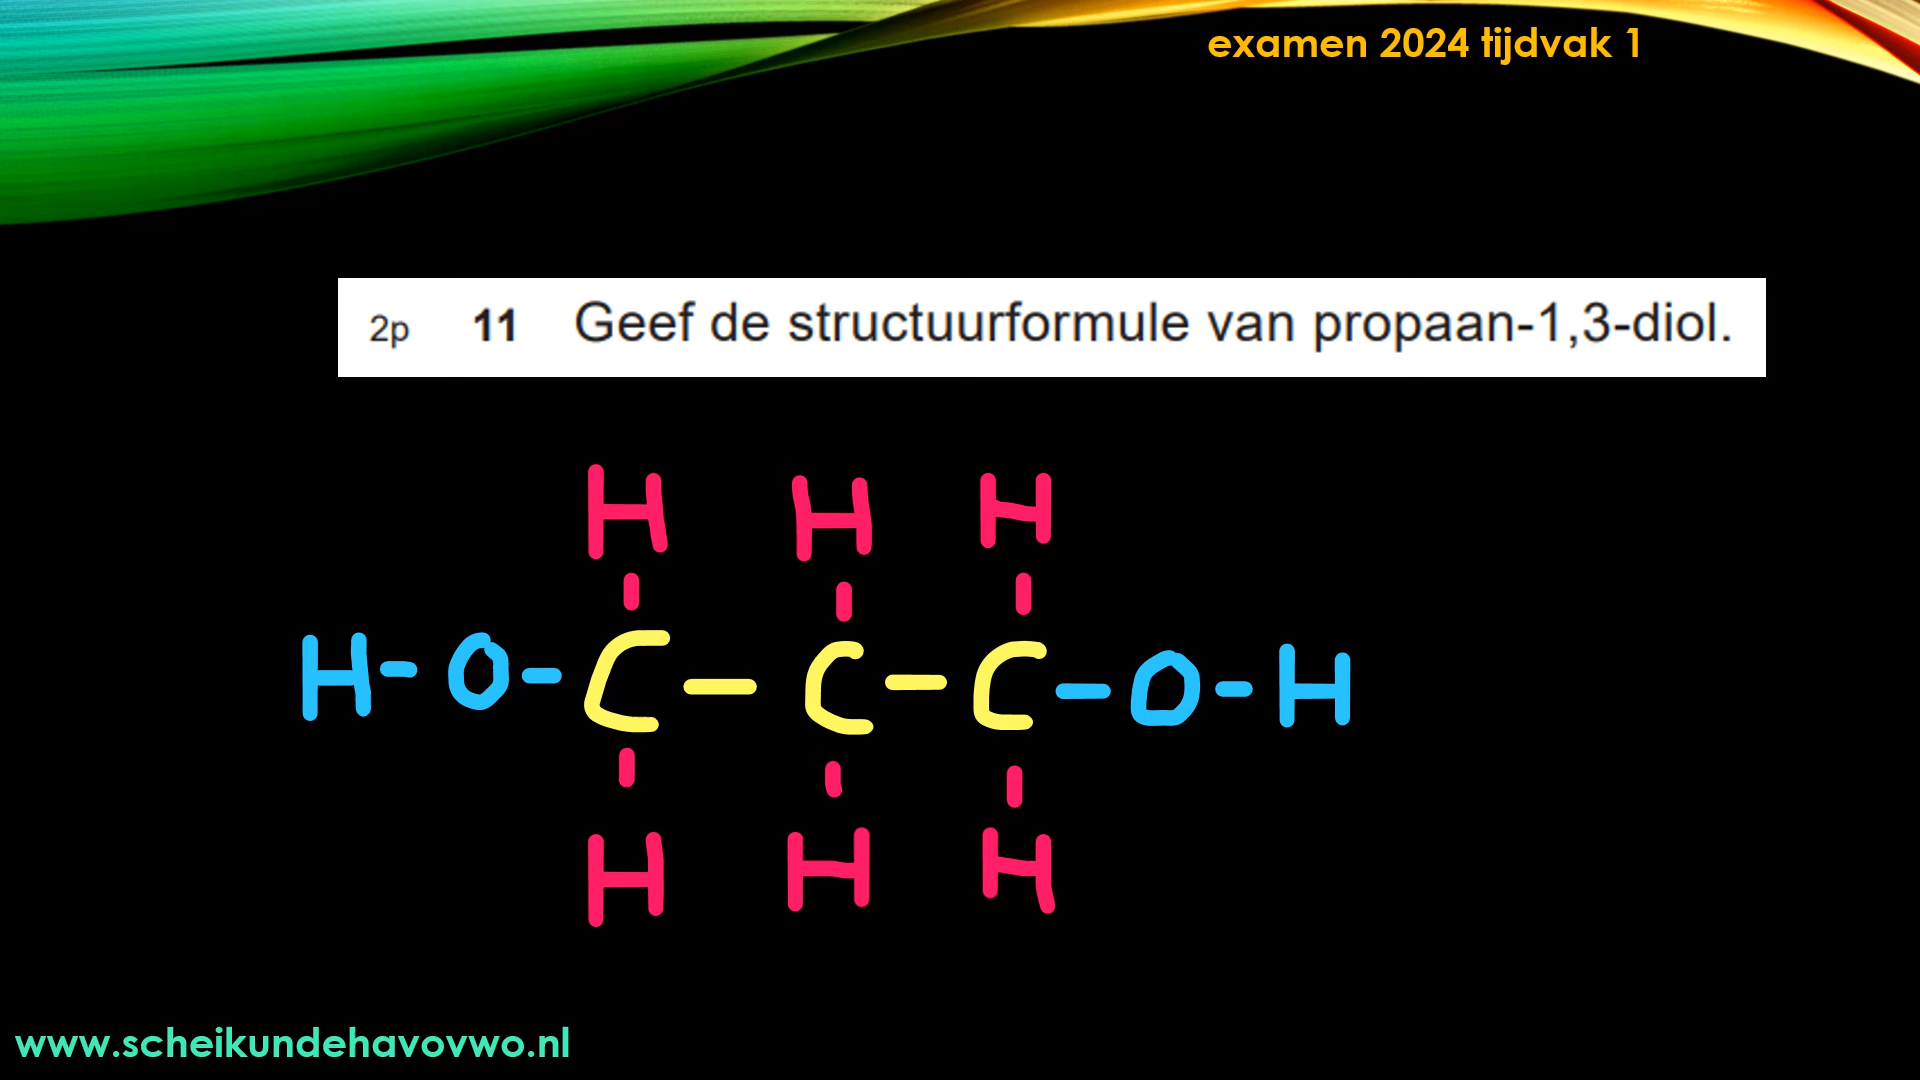 examen 2024 tijdvak 1
2p 11 Geef de structuurformule van propaan-1,3-diol.
H H H
H-O-C-C-C-O-H
H H H
www.scheikundehavovwo.nl